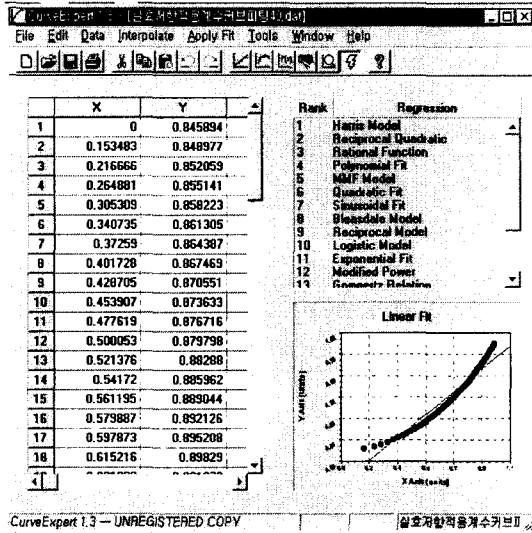 CurveExpert
File Edit Data Interpolate Apply Fit Tools Window Help
X Y
1 0 0.845894
2 0.153483 0.848977
3 0.216666 0.852059
4 0.264881 0.855141
5 0.305309 0.858223
6 0.340735 0.861305
7 0.37259 0.864387
8 0.401728 0.867469
9 0.428705 0.870551
10 0.453907 0.873633
11 0.477619 0.876716
12 0.500053 0.879798
13 0.521376 0.88288
14 0.54172 0.885962
15 0.561195 0.889044
16 0.579887 0.892126
17 0.597873 0.895208
18 0.615216 0.89829
Rank Regression
1 Harris Model
2 Reciprocal Quadratic
3 Rational Function
4 Polynomial Fit
5 MMF Model
6 Quadratic Fit
7 Sinusoidal Fit
8 Bleasdale Model
9 Reciprocal Model
10 Logistic Model
11 Exponential Fit
12 Modified Power
13 Gompertz Relation
Linear Fit
Y Axis (units)
X Axis (units)
CurveExpert 1.3 — UNREGISTERED COPY